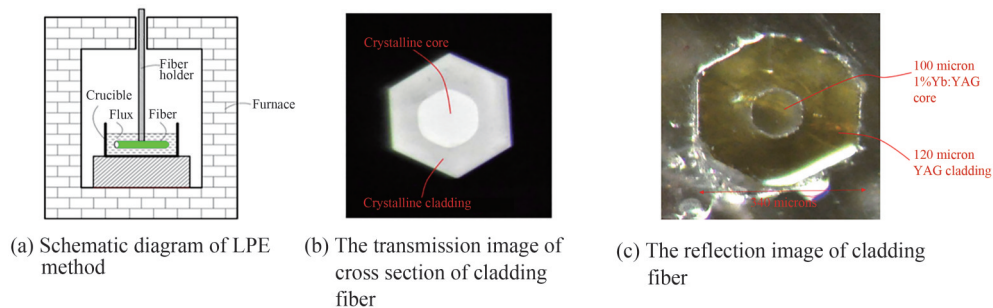 Fiber
holder
Crucible
Flux
Fiber
Furnace
Crystalline core
Crystalline cladding
100 micron
1%Yb:YAG
core
120 micron
YAG cladding
microns
(a) Schematic diagram of LPE
method
(b) The transmission image of
cross section of cladding
fiber
(c) The reflection image of cladding
fiber